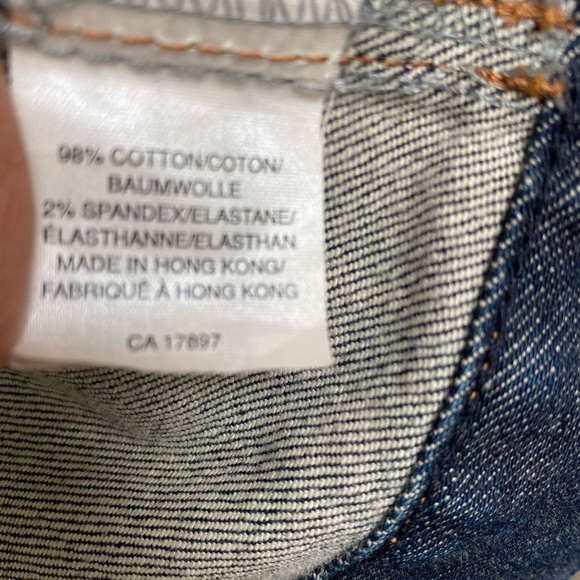 98% COTTON/COTON/
BAUMWOLLE
2% SPANDEX/ELASTANE/
ÉLASTHANNE/ELASTHAN
MADE IN HONG KONG/
FABRIQUÉ À HONG KONG
CA 17897